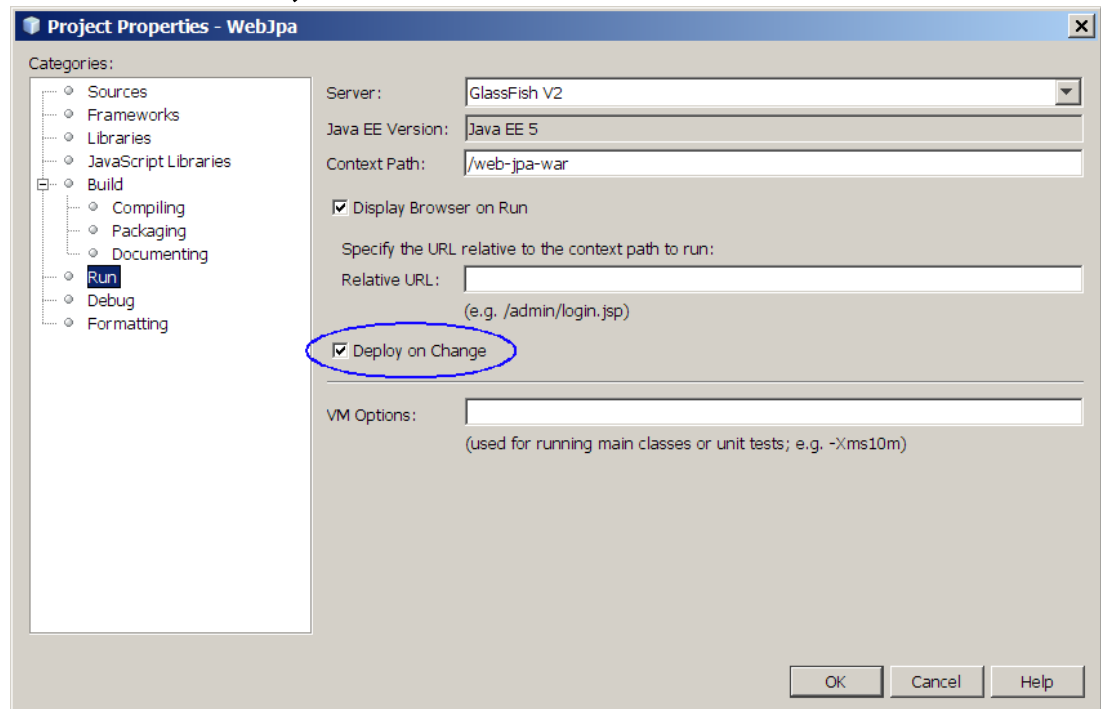 Project Properties - WebJpa
Categories:
Sources
Frameworks
Libraries
JavaScript Libraries
Build
Compiling
Packaging
Documenting
Run
Debug
Formatting
Server: GlassFish V2
Java EE Version: Java EE 5
Context Path: /web-jpa-war
Display Browser on Run
Specify the URL relative to the context path to run:
Relative URL:
(e.g. /admin/login.jsp)
Deploy on Change
VM Options:
(used for running main classes or unit tests; e.g. -Xms10m)
OK Cancel Help